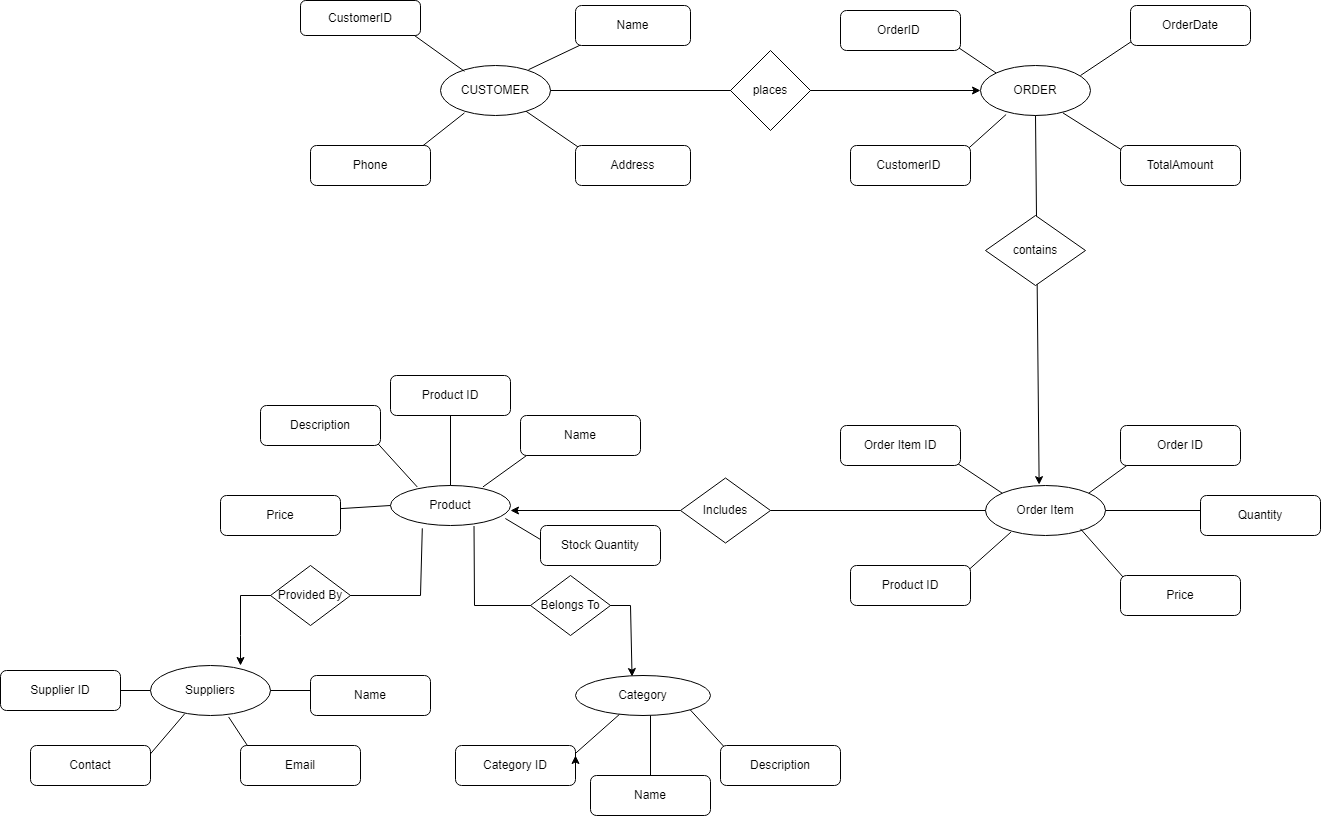 CustomerID
Name
OrderID
OrderDate
CUSTOMER
places
ORDER
Phone
Address
CustomerID
TotalAmount
contains
Product ID
Description
Name
Order Item ID
Order ID
Price
Product
Includes
Order Item
Quantity
Stock Quantity
Product ID
Price
Provided By
Belongs To
Supplier ID
Suppliers
Name
Category
Contact
Email
Category ID
Description
Name